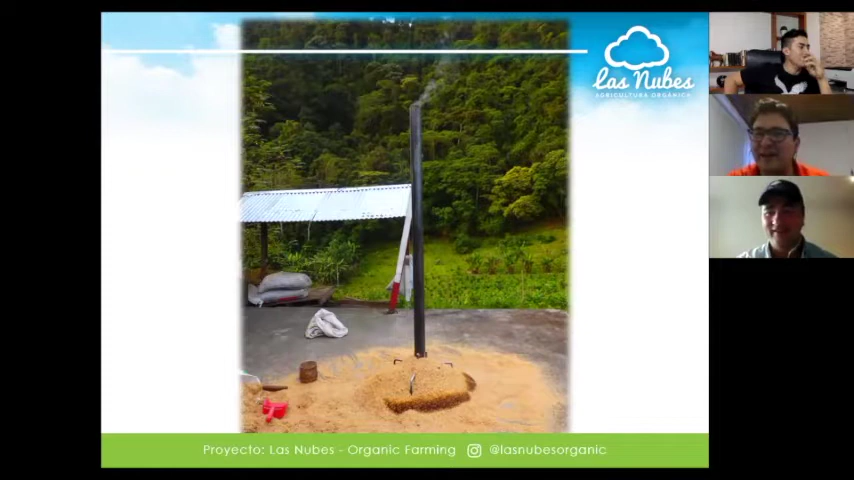 Las Nubes
AGRICULTURA ORGÁNICA
Proyecto: Las Nubes - Organic Farming @lasnubesorganic